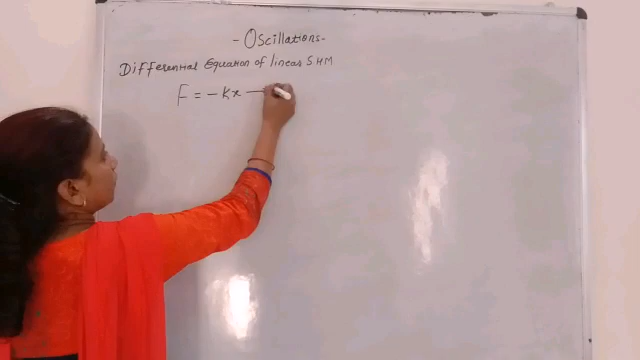 - Oscillations -
Differential Equation of linear SHM
F = - kx —